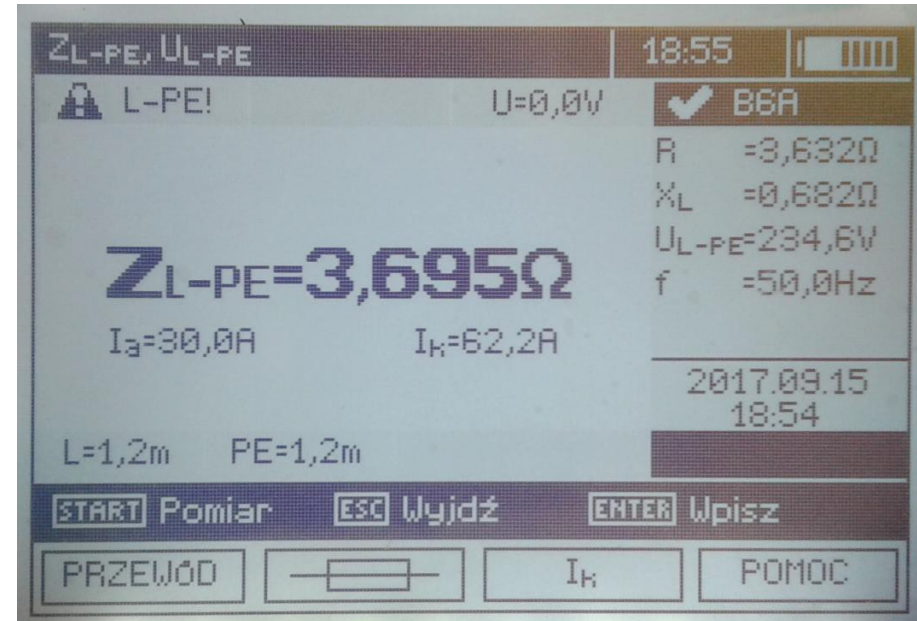 ZL-PE, UL-PE 18:55
L-PE! U=0,0V
B6A
R =3,632Ω
XL =0,682Ω
UL-PE=234,6V
f =50,0Hz
ZL-PE=3,695Ω
Ia=30,0A Ik=62,2A
2017.09.15
18:54
L=1,2m PE=1,2m
START Pomiar ESC Wyjdź ENTER Wpisz
PRZEWÓD Ik POMOC